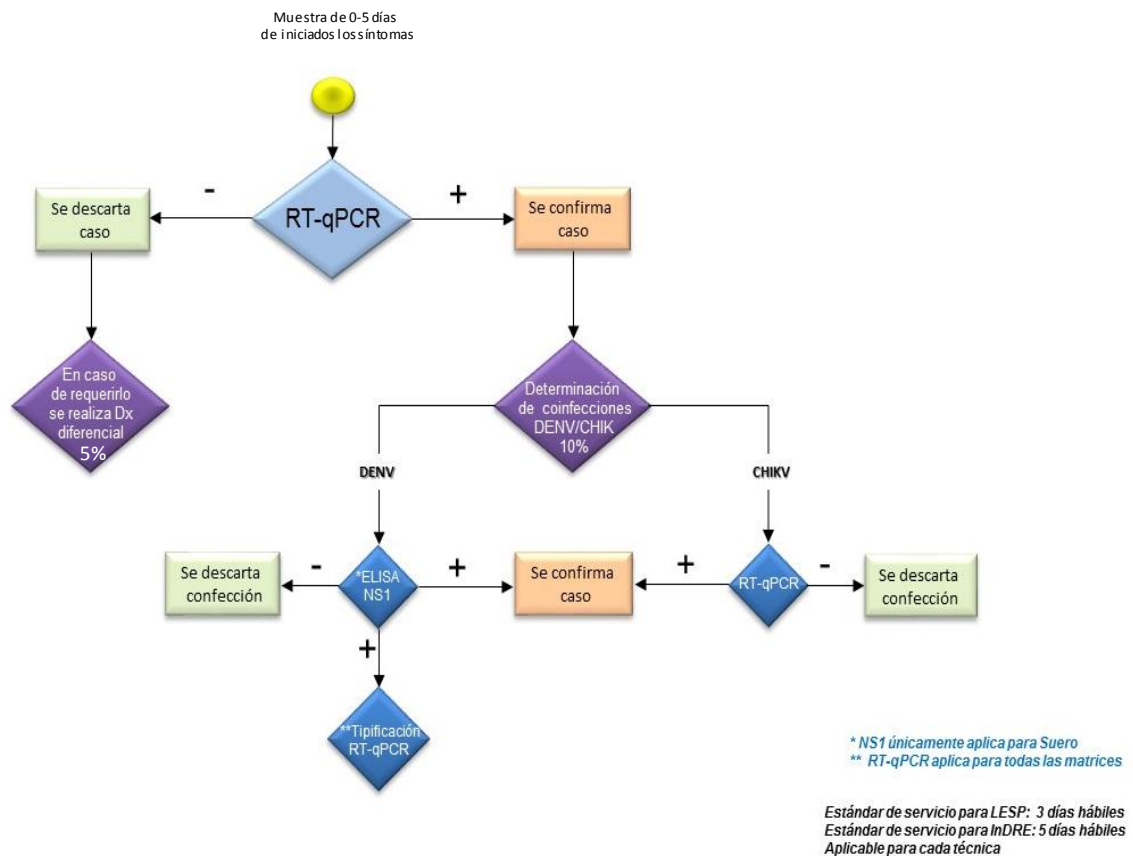 Muestra de 0-5 días
de iniciados los síntomas
-
+
Se descarta
caso
RT-qPCR
Se confirma
caso
En caso
de requerirlo
se realiza Dx
diferencial
5%
Determinación
de coinfecciones
DENV/CHIK
10%
DENV
CHIKV
Se descarta
confección
-
*ELISA
NS1
+
Se confirma
caso
+
RT-qPCR
-
Se descarta
confección
+
**Tipificación
RT-qPCR
* NS1 únicamente aplica para Suero
** RT-qPCR aplica para todas las matrices
Estándar de servicio para LESP: 3 días hábiles
Estándar de servicio para InDRE: 5 días hábiles
Aplicable para cada técnica